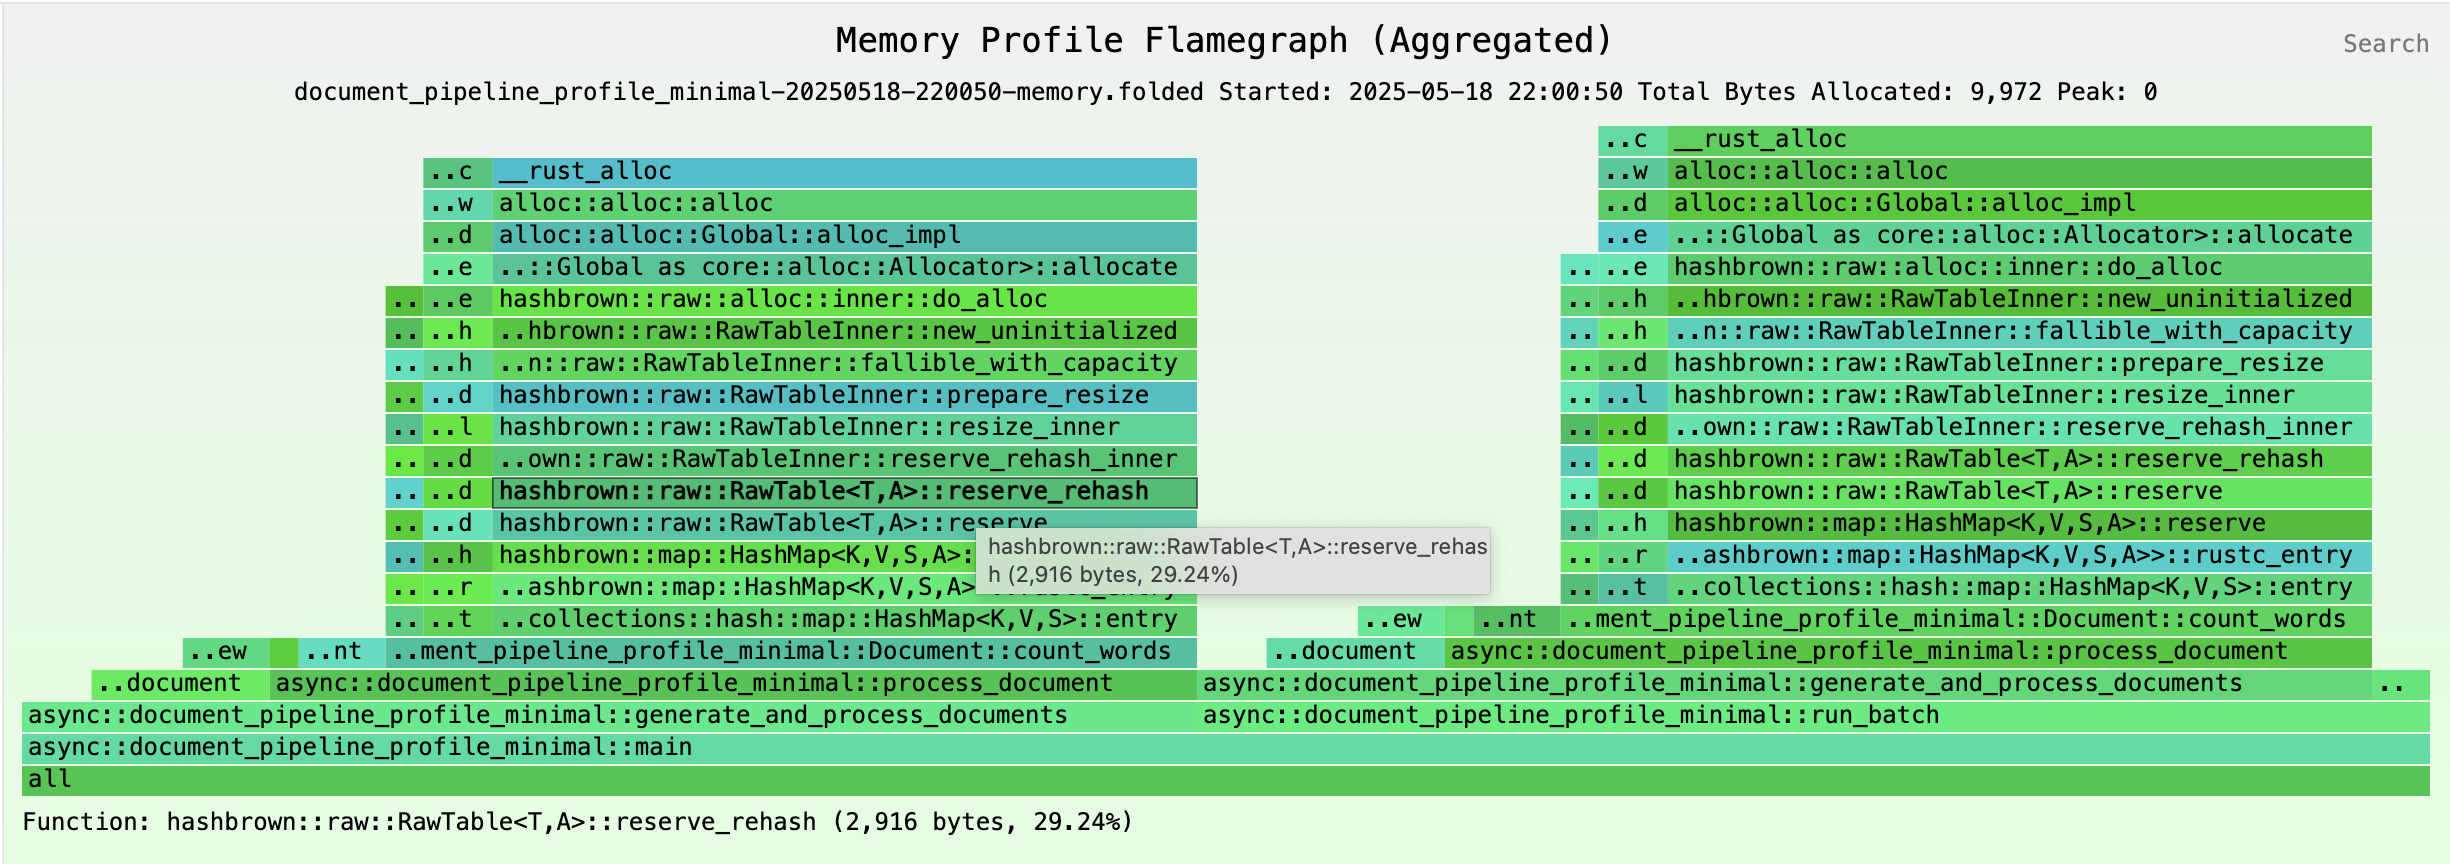 Memory Profile Flamegraph (Aggregated)
Search
document_pipeline_profile_minimal-20250518-220050-memory.folded Started: 2025-05-18 22:00:50 Total Bytes Allocated: 9,972 Peak: 0
..c __rust_alloc
..c __rust_alloc ..w alloc::alloc::alloc
..w alloc::alloc::alloc ..d alloc::alloc::Global::alloc_impl
..d alloc::alloc::Global::alloc_impl ..e ..::Global as core::alloc::Allocator>::allocate
..e ..::Global as core::alloc::Allocator>::allocate .. ..e hashbrown::raw::alloc::inner::do_alloc
.. ..e hashbrown::raw::alloc::inner::do_alloc .. ..h ..hbrown::raw::RawTableInner::new_uninitialized
.. ..h ..hbrown::raw::RawTableInner::new_uninitialized .. ..h ..n::raw::RawTableInner::fallible_with_capacity
.. ..h ..n::raw::RawTableInner::fallible_with_capacity .. ..d hashbrown::raw::RawTableInner::prepare_resize
.. ..d hashbrown::raw::RawTableInner::prepare_resize .. ..l hashbrown::raw::RawTableInner::resize_inner
.. ..l hashbrown::raw::RawTableInner::resize_inner .. ..d ..own::raw::RawTableInner::reserve_rehash_inner
.. ..d ..own::raw::RawTableInner::reserve_rehash_inner .. ..d hashbrown::raw::RawTable<T,A>::reserve_rehash
.. ..d hashbrown::raw::RawTable<T,A>::reserve_rehash .. ..d hashbrown::raw::RawTable<T,A>::reserve
.. ..d hashbrown::raw::RawTable<T,A>::reserve .. ..h hashbrown::map::HashMap<K,V,S,A>::reserve
hashbrown::raw::RawTable<T,A>::reserve_rehas
h (2,916 bytes, 29.24%)
.. ..h hashbrown::map::HashMap<K,V,S,A>: .. ..r ..ashbrown::map::HashMap<K,V,S,A>>::rustc_entry
.. ..r ..ashbrown::map::HashMap<K,V,S,A> .. ..t ..collections::hash::map::HashMap<K,V,S>::entry
.. ..t ..collections::hash::map::HashMap<K,V,S>::entry ..ew ..nt ..ment_pipeline_profile_minimal::Document::count_words
..ew ..nt ..ment_pipeline_profile_minimal::Document::count_words ..document async::document_pipeline_profile_minimal::process_document
..document async::document_pipeline_profile_minimal::process_document async::document_pipeline_profile_minimal::generate_and_process_documents ..
async::document_pipeline_profile_minimal::generate_and_process_documents async::document_pipeline_profile_minimal::run_batch
async::document_pipeline_profile_minimal::main
all
Function: hashbrown::raw::RawTable<T,A>::reserve_rehash (2,916 bytes, 29.24%)